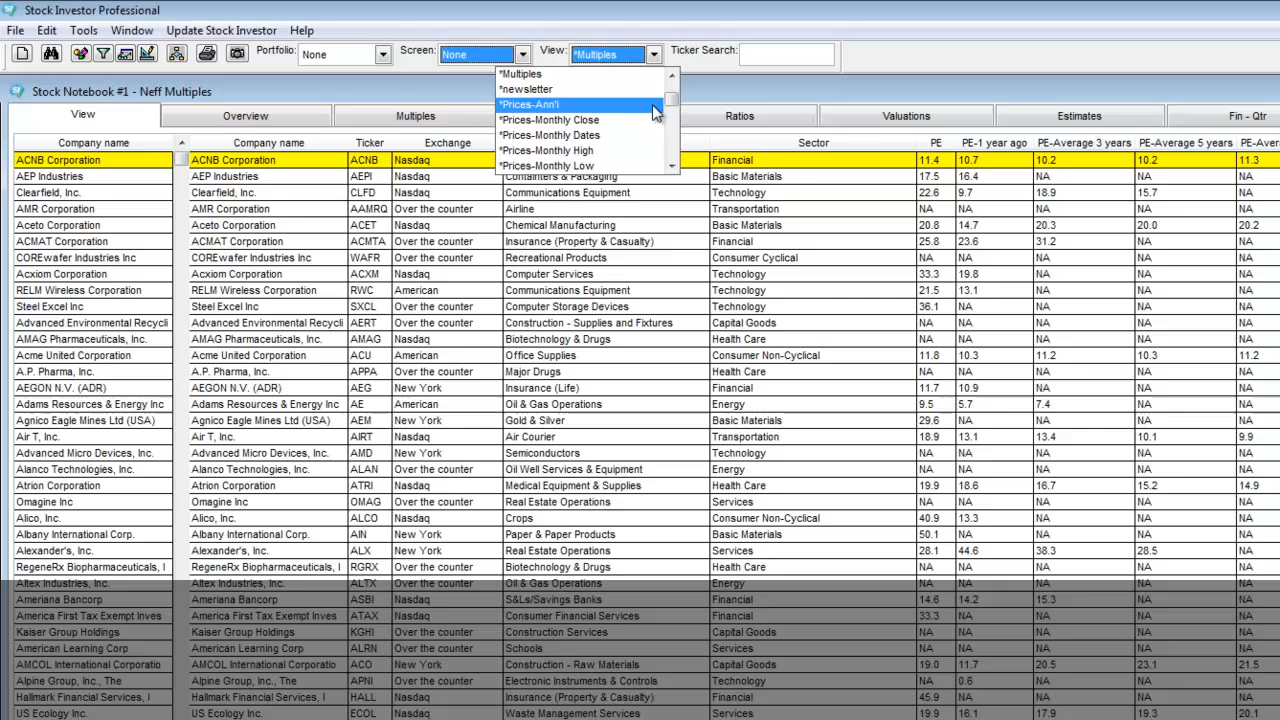 Stock Investor Professional
File Edit Tools Window Update Stock Investor Help
Portfolio: None Screen: None View: *Multiples Ticker Search:
*Multiples
*newsletter
*Prices-Ann'l
*Prices-Monthly Close
*Prices-Monthly Dates
*Prices-Monthly High
*Prices-Monthly Low
Stock Notebook #1 - Neff Multiples
View Overview Multiples Ratios Valuations Estimates Fin - Qtr
Company name Company name Ticker Exchange Sector PE PE-1 year ago PE-Average 3 years PE-Average 5 years PE-Aver
ACNB Corporation ACNB Corporation ACNB Nasdaq Financial 11.4 10.7 10.2 10.2 11.3
AEP Industries AEP Industries AEPI Nasdaq Containers & Packaging Basic Materials 17.5 16.4 NA NA NA
Clearfield, Inc. Clearfield, Inc. CLFD Nasdaq Communications Equipment Technology 22.6 9.7 18.9 15.7 NA
AMR Corporation AMR Corporation AAMRQ Over the counter Airline Transportation NA NA NA NA NA
Aceto Corporation Aceto Corporation ACET Nasdaq Chemical Manufacturing Basic Materials 20.8 14.7 20.3 20.0 20.2
ACMAT Corporation ACMAT Corporation ACMTA Over the counter Insurance (Property & Casualty) Financial 25.8 23.6 31.2 NA NA
COREwafer Industries Inc COREwafer Industries Inc WAFR Over the counter Recreational Products Consumer Cyclical NA NA NA NA NA
Acxiom Corporation Acxiom Corporation ACXM Nasdaq Computer Services Technology 33.3 19.8 NA NA NA
RELM Wireless Corporation RELM Wireless Corporation RWC American Communications Equipment Technology 21.5 13.1 NA NA NA
Steel Excel Inc Steel Excel Inc SXCL Over the counter Computer Storage Devices Technology 36.1 NA NA NA NA
Advanced Environmental Recycli Advanced Environmental Recycli AERT Over the counter Construction - Supplies and Fixtures Capital Goods NA NA NA NA NA
AMAG Pharmaceuticals, Inc. AMAG Pharmaceuticals, Inc. AMAG Nasdaq Biotechnology & Drugs Health Care NA NA NA NA NA
Acme United Corporation Acme United Corporation ACU American Office Supplies Consumer Non-Cyclical 11.8 10.3 11.2 10.3 11.2
A.P. Pharma, Inc. A.P. Pharma, Inc. APPA Over the counter Major Drugs Health Care NA NA NA NA NA
AEGON N.V. (ADR) AEGON N.V. (ADR) AEG New York Insurance (Life) Financial 11.7 10.9 NA NA NA
Adams Resources & Energy Inc Adams Resources & Energy Inc AE American Oil & Gas Operations Energy 9.5 5.7 7.4 NA NA
Agnico Eagle Mines Ltd (USA) Agnico Eagle Mines Ltd (USA) AEM New York Gold & Silver Basic Materials 29.6 NA NA NA NA
Air T, Inc. Air T, Inc. AIRT Nasdaq Air Courier Transportation 18.9 13.1 13.4 10.1 9.9
Advanced Micro Devices, Inc. Advanced Micro Devices, Inc. AMD New York Semiconductors Technology NA NA NA NA NA
Alanco Technologies, Inc. Alanco Technologies, Inc. ALAN Over the counter Oil Well Services & Equipment Energy NA NA NA NA NA
Atrion Corporation Atrion Corporation ATRI Nasdaq Medical Equipment & Supplies Health Care 19.9 18.6 16.7 15.2 14.9
Omagine Inc Omagine Inc OMAG Over the counter Real Estate Operations Services NA NA NA NA NA
Alico, Inc. Alico, Inc. ALCO Nasdaq Crops Consumer Non-Cyclical 40.9 13.3 NA NA NA
Albany International Corp. Albany International Corp. AIN New York Paper & Paper Products Basic Materials 50.1 NA NA NA NA
Alexander's, Inc. Alexander's, Inc. ALX New York Real Estate Operations Services 28.1 44.6 38.3 28.5 NA
RegeneRx Biopharmaceuticals, I RegeneRx Biopharmaceuticals, I RGRX Over the counter Biotechnology & Drugs Health Care NA NA NA NA NA
Altex Industries, Inc. Altex Industries, Inc. ALTX Over the counter Oil & Gas Operations Energy NA NA NA NA NA
Ameriana Bancorp Ameriana Bancorp ASBI Nasdaq S&Ls/Savings Banks Financial 14.6 14.2 15.3 NA NA
America First Tax Exempt Inves America First Tax Exempt Inves ATAX Nasdaq Consumer Financial Services Financial 33.3 NA NA NA NA
Kaiser Group Holdings Kaiser Group Holdings KGHI Over the counter Construction Services Capital Goods NA NA NA NA NA
American Learning Corp American Learning Corp ALRN Over the counter Schools Services NA NA NA NA NA
AMCOL International Corporatio AMCOL International Corporatio ACO New York Construction - Raw Materials Capital Goods 19.0 11.7 20.5 23.1 21.5
Alpine Group, Inc., The Alpine Group, Inc., The APNI Over the counter Electronic Instruments & Controls Technology NA 0.6 NA NA NA
Hallmark Financial Services, I Hallmark Financial Services, I HALL Nasdaq Insurance (Property & Casualty) Financial 45.9 NA NA NA NA
US Ecology, Inc. US Ecology, Inc. ECOL Nasdaq Waste Management Services Services 19.9 16.1 17.9 19.3 20.1